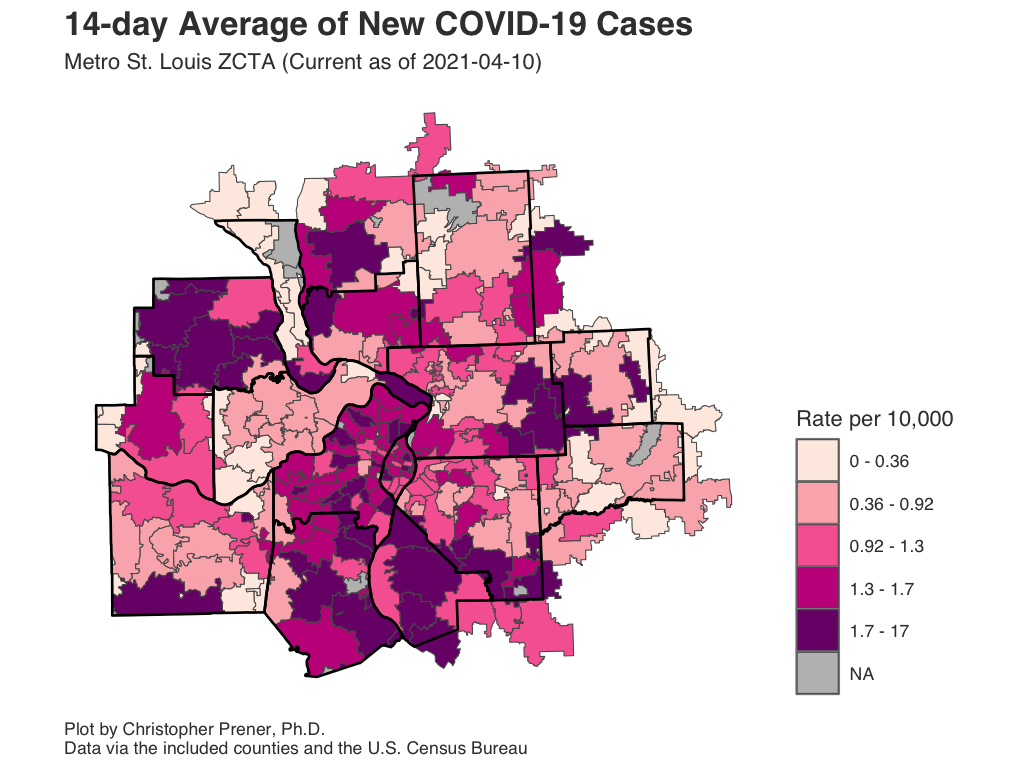 14-day Average of New COVID-19 Cases
Metro St. Louis ZCTA (Current as of 2021-04-10)
Rate per 10,000
0 - 0.36
0.36 - 0.92
0.92 - 1.3
1.3 - 1.7
1.7 - 17
NA
Plot by Christopher Prener, Ph.D.
Data via the included counties and the U.S. Census Bureau